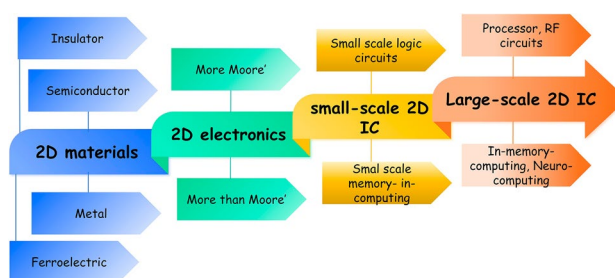 Insulator
Semiconductor
2D materials
Metal
Ferroelectric
More Moore'
2D electronics
More than Moore'
Small scale logic
circuits
small-scale 2D
IC
Smal scale
memory- in-
computing
Processor, RF
circuits
Large-scale 2D IC
In-memory-
computing, Neuro-
computing